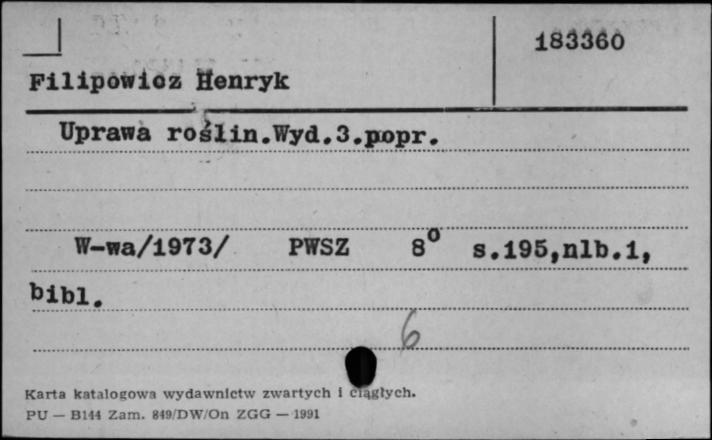 183360
Filipowicz Henryk
Uprawa roślin.Wyd.3.popr.
W-wa/1973/ PWSZ 8° s.195,nlb.1,
bibl.
6
Karta katalogowa wydawnictw zwartych i ciągłych.
PU — B144 Zam. 849/DW/On ZGG — 1991